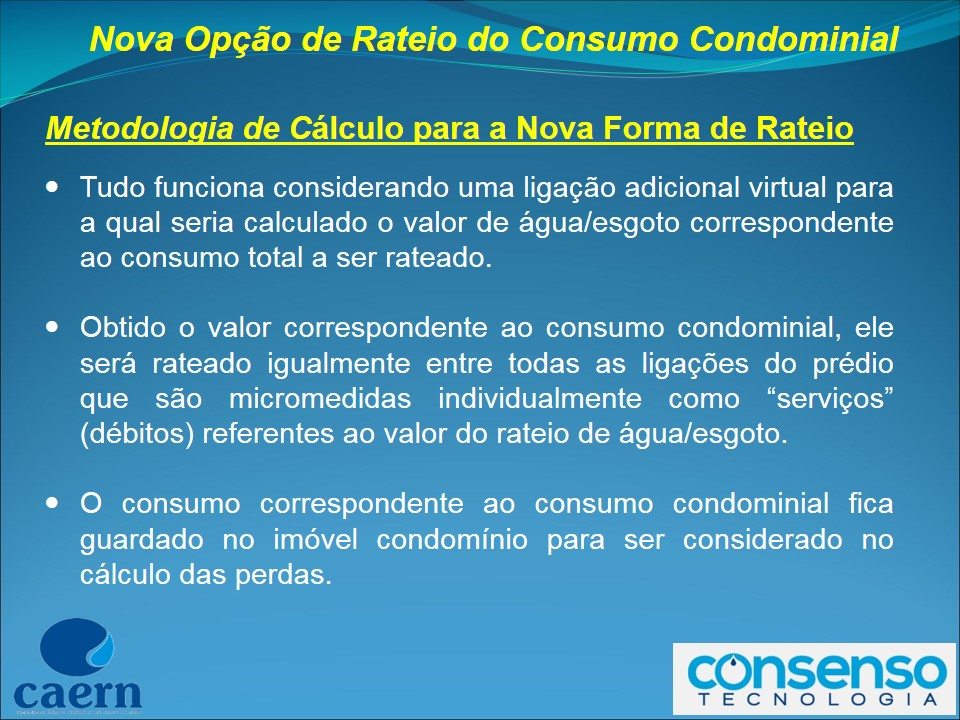 Nova Opção de Rateio do Consumo Condominial
Metodologia de Cálculo para a Nova Forma de Rateio
• Tudo funciona considerando uma ligação adicional virtual para
a qual seria calculado o valor de água/esgoto correspondente
ao consumo total a ser rateado.
• Obtido o valor correspondente ao consumo condominial, ele
será rateado igualmente entre todas as ligações do prédio
que são micromedidas individualmente como “serviços”
(débitos) referentes ao valor do rateio de água/esgoto.
• O consumo correspondente ao consumo condominial fica
guardado no imóvel condomínio para ser considerado no
cálculo das perdas.
caern
consenso
TECNOLOGIA